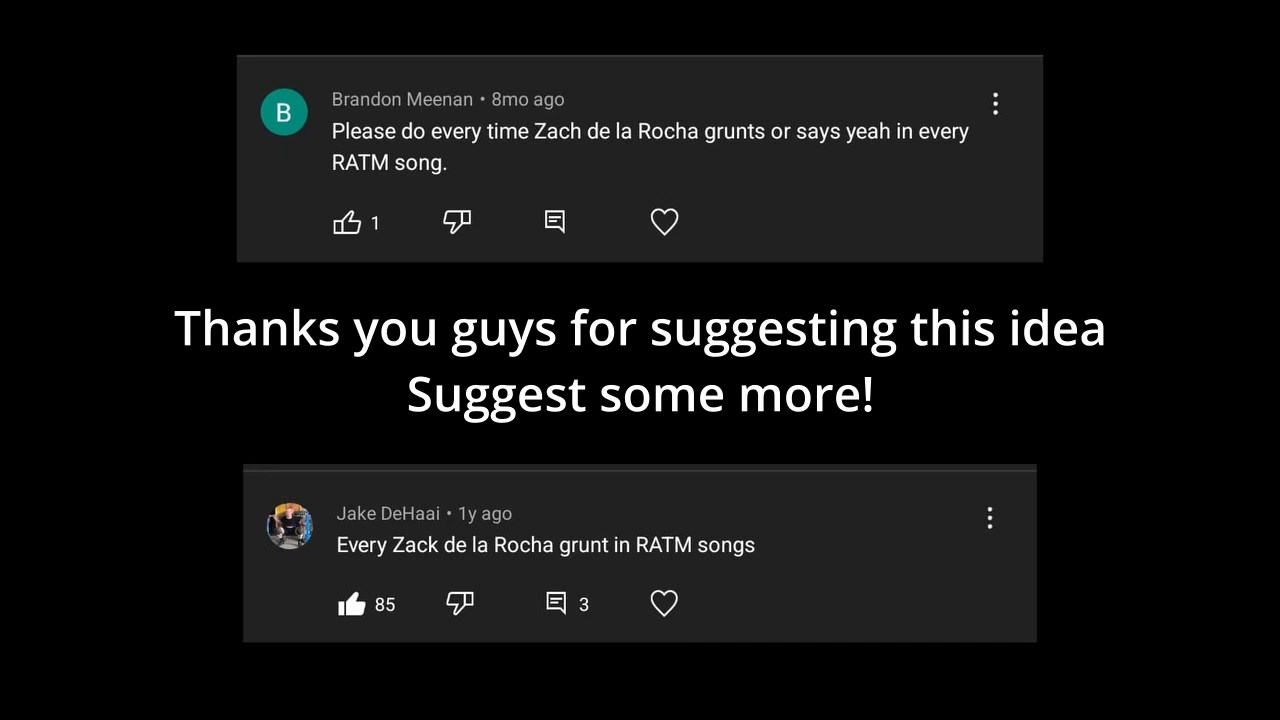 B
Brandon Meenan • 8mo ago
Please do every time Zach de la Rocha grunts or says yeah in every
RATM song.
1
Thanks you guys for suggesting this idea
Suggest some more!
Jake DeHaai • 1y ago
Every Zack de la Rocha grunt in RATM songs
85 3